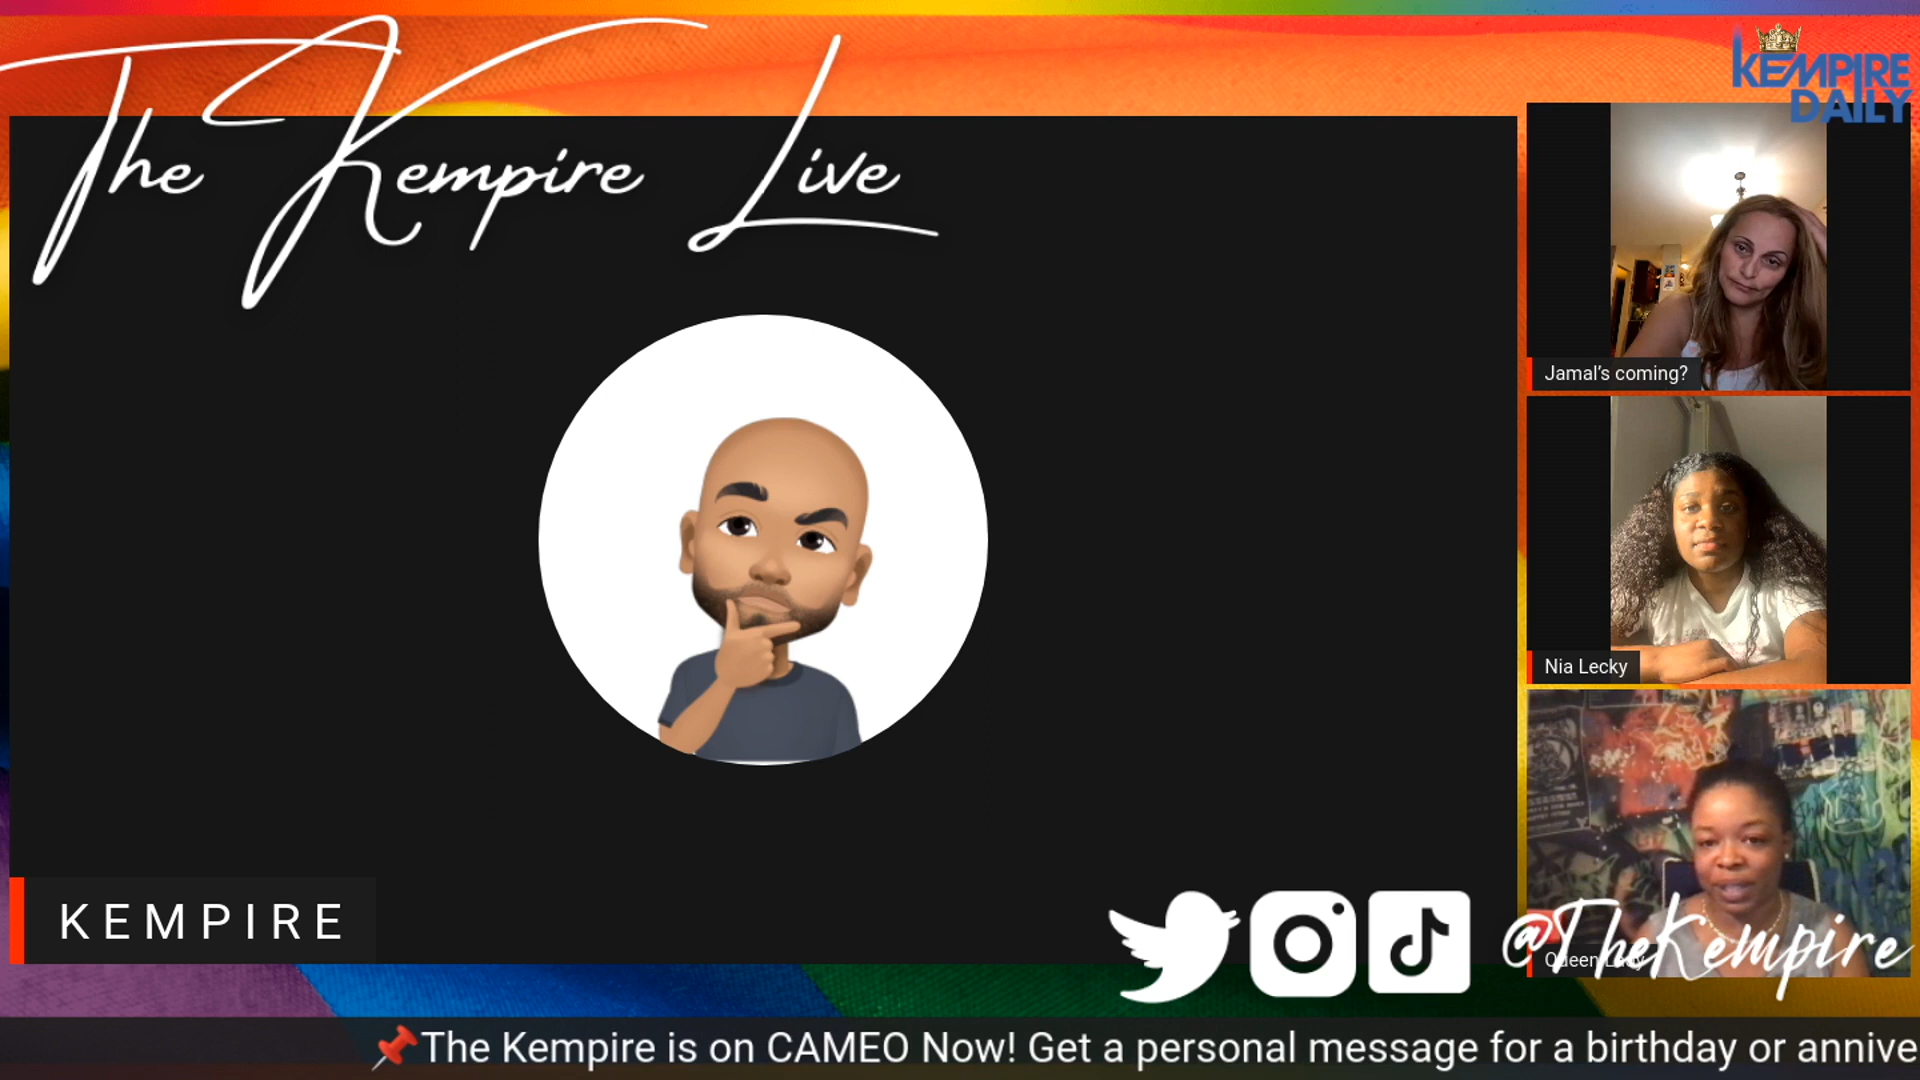 The Kempire Live
KEMPIRE
DAILY
Jamal’s coming?
Nia Lecky
KEMPIRE
@TheKempire
Queen
📌The Kempire is on CAMEO Now! Get a personal message for a birthday or annive